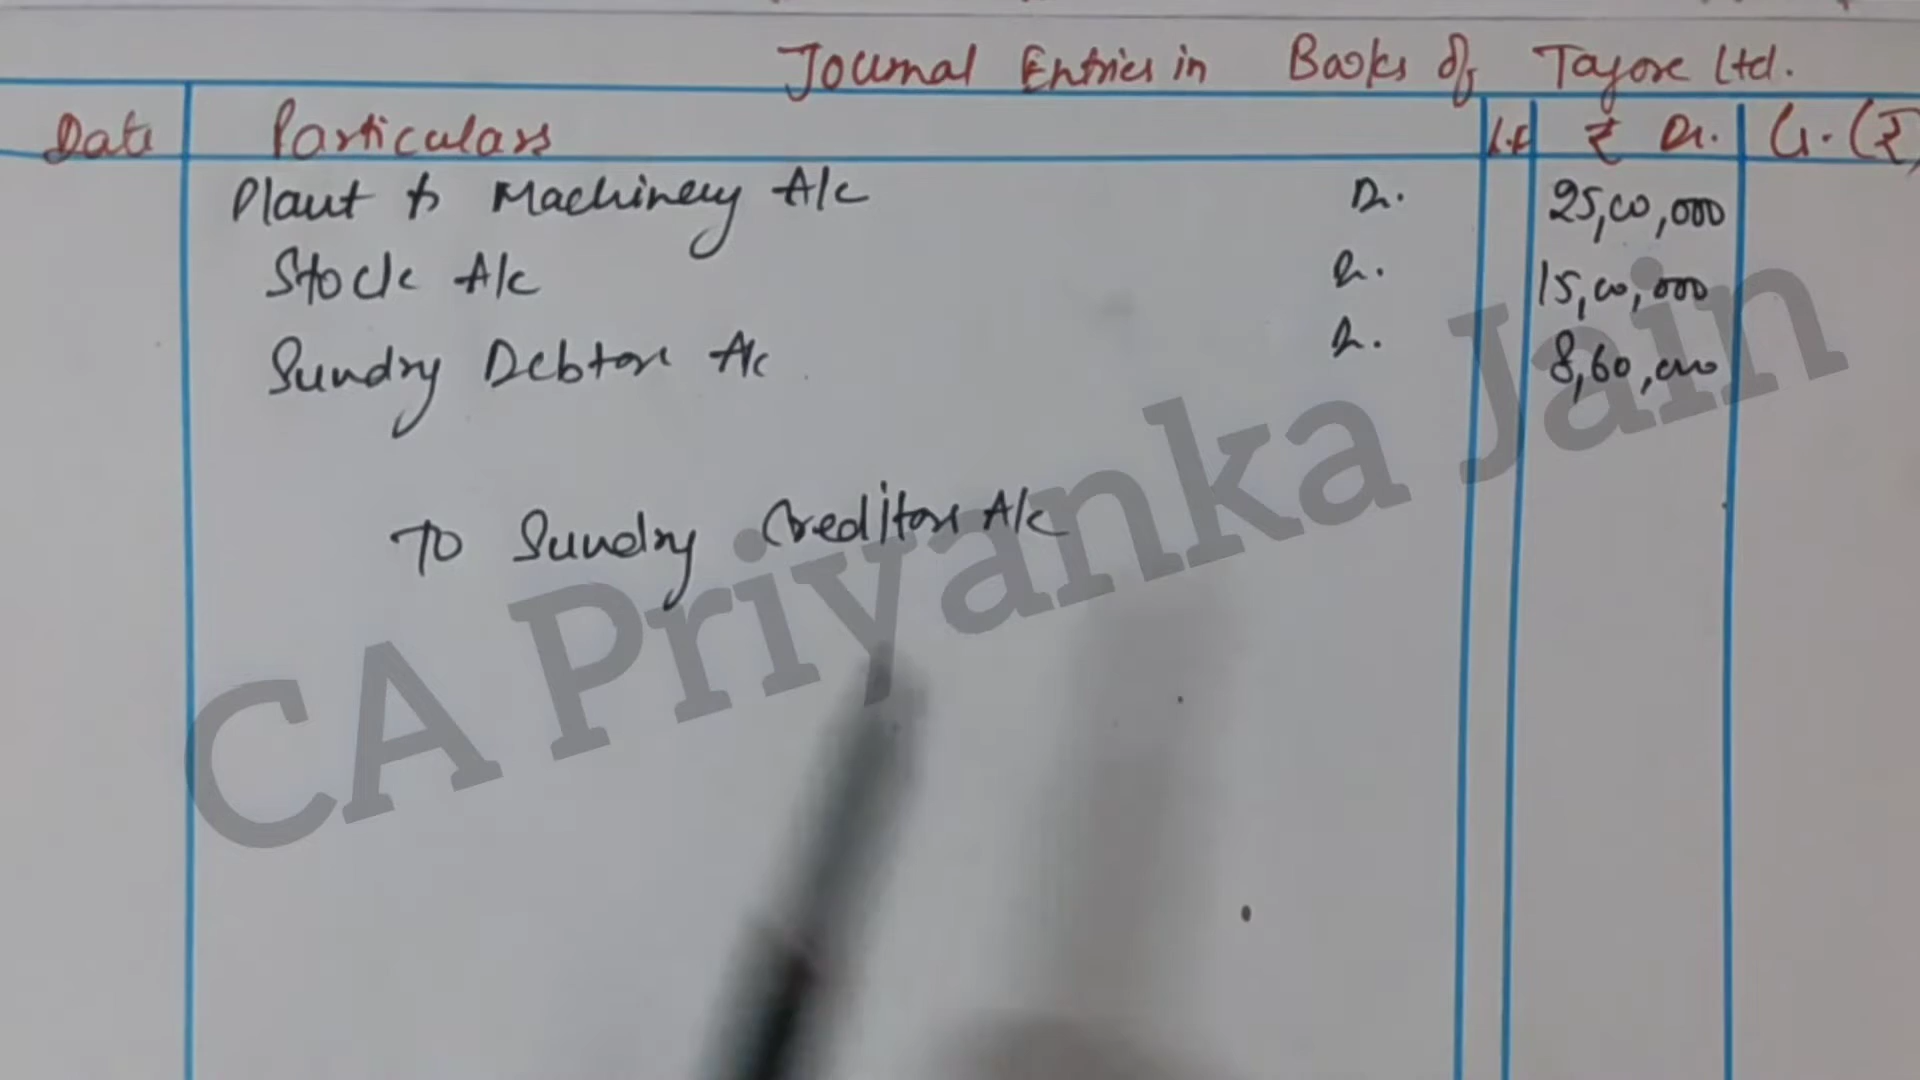 Journal Entries in Books of Tagore Ltd.
Date Particulars L.F ₹ Dr. Cr. (₹)
Plant & Machinery A/c Dr. 25,00,000
Stock A/c Dr. 15,00,000
Sundry Debtors A/c Dr. 8,60,000
To Sundry Creditors A/c
CA Priyanka Jain